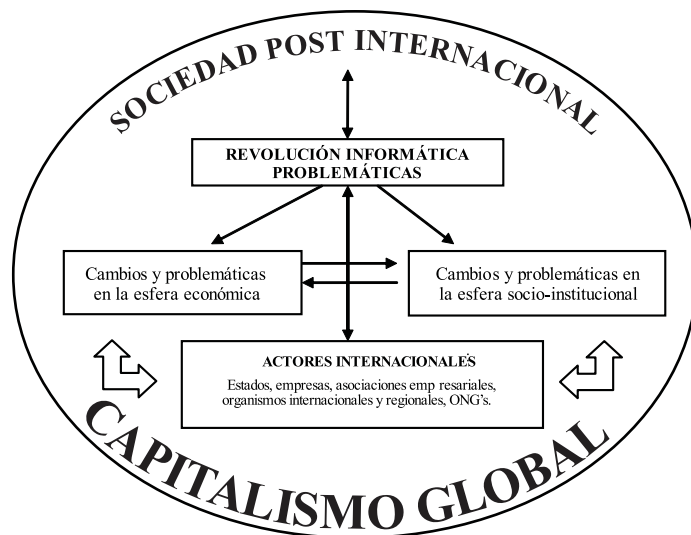 SOCIEDAD POST INTERNACIONAL
REVOLUCIÓN INFORMÁTICA
PROBLEMÁTICAS
Cambios y problemáticas
en la esfera económica
Cambios y problemáticas en
la esfera socio-institucional
ACTORES INTERNACIONALES
Estados, empresas, asociaciones emp resariales,
organismos internacionales y regionales, ONG's.
CAPITALISMO GLOBAL